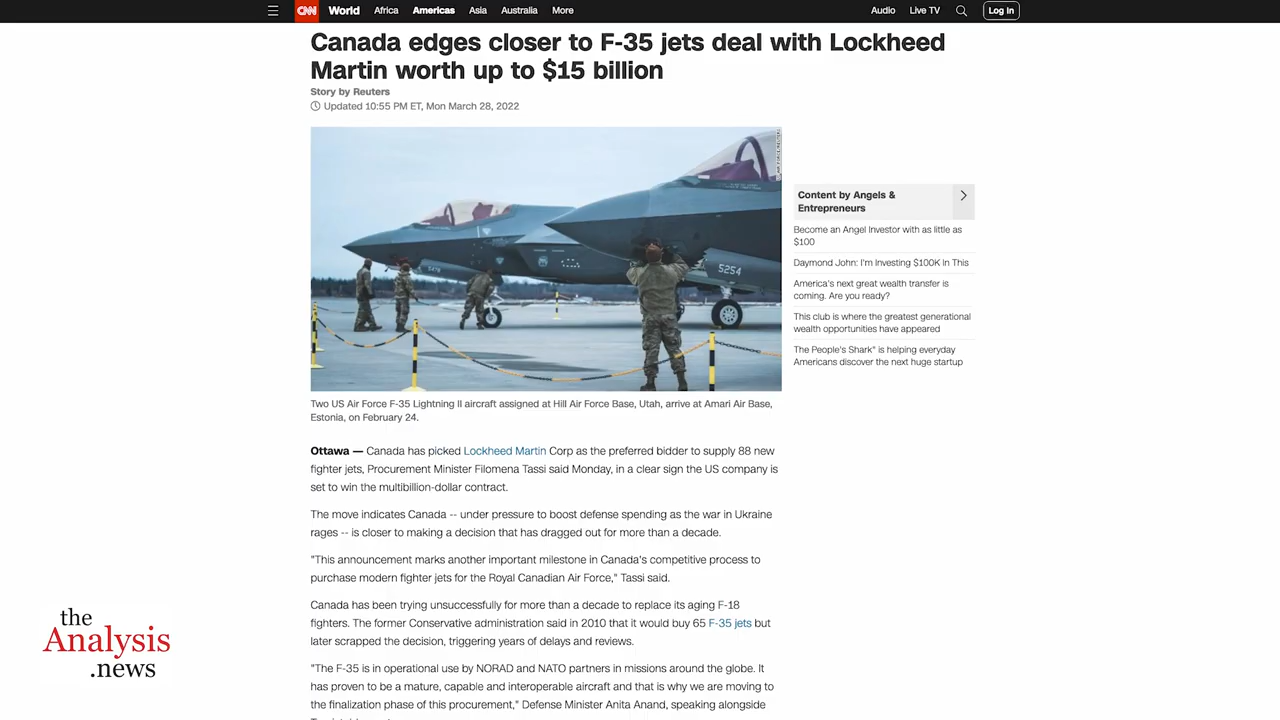 CNN World Africa Americas Asia Australia More Audio Live TV Log In
Canada edges closer to F-35 jets deal with Lockheed
Martin worth up to $15 billion
Story by Reuters
Updated 10:55 PM ET, Mon March 28, 2022
5254
Two US Air Force F-35 Lightning II aircraft assigned at Hill Air Force Base, Utah, arrive at Amari Air Base,
Estonia, on February 24.
Content by Angels &
Entrepreneurs
Become an Angel Investor with as little as
$100
Daymond John: I'm Investing $100K In This
America's next great wealth transfer is
coming. Are you ready?
This club is where the greatest generational
wealth opportunities have appeared
The People's Shark" is helping everyday
Americans discover the next huge startup
Ottawa — Canada has picked Lockheed Martin Corp as the preferred bidder to supply 88 new
fighter jets, Procurement Minister Filomena Tassi said Monday, in a clear sign the US company is
set to win the multibillion-dollar contract.
The move indicates Canada -- under pressure to boost defense spending as the war in Ukraine
rages -- is closer to making a decision that has dragged out for more than a decade.
"This announcement marks another important milestone in Canada's competitive process to
purchase modern fighter jets for the Royal Canadian Air Force," Tassi said.
Canada has been trying unsuccessfully for more than a decade to replace its aging F-18
fighters. The former Conservative administration said in 2010 that it would buy 65 F-35 jets but
later scrapped the decision, triggering years of delays and reviews.
"The F-35 is in operational use by NORAD and NATO partners in missions around the globe. It
has proven to be a mature, capable and interoperable aircraft and that is why we are moving to
the finalization phase of this procurement," Defense Minister Anita Anand, speaking alongside
the
Analysis
.news